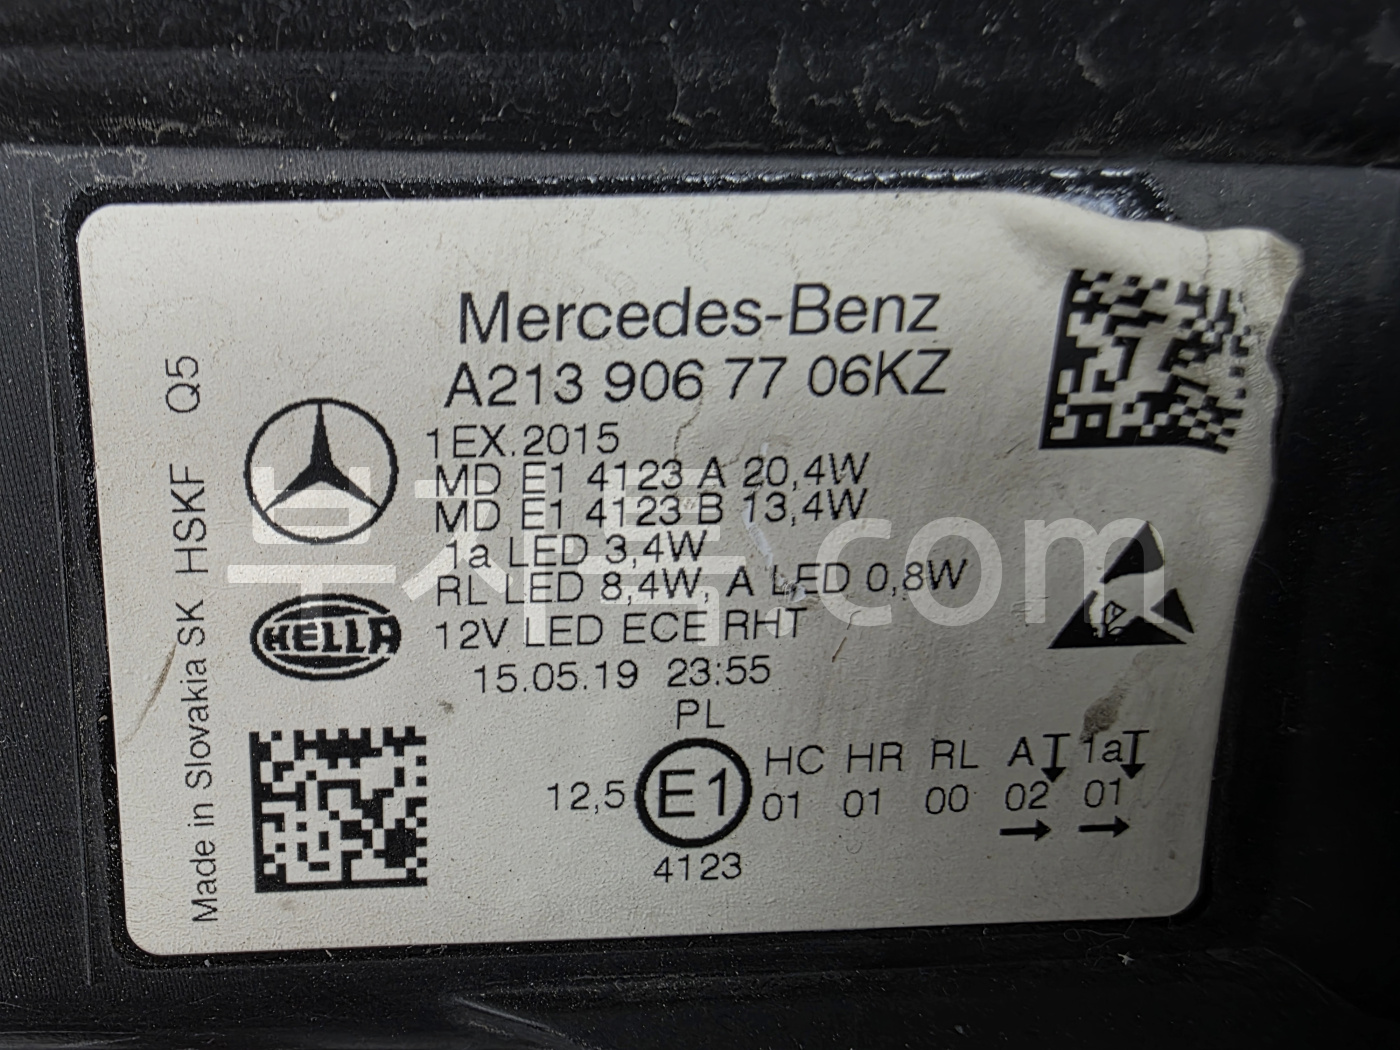 Mercedes-Benz
A213 906 77 06KZ
1EX.2015
MD E1 4123 A 20,4W
MD E1 4123 B 13,4W
1a LED 3,4W
RL LED 8,4W, A LED 0,8W
12V LED ECE RHT
15.05.19 23:55
PL
12,5 E1 HC HR RL A 1a
01 01 00 02 01
4123
HELLA
Made in Slovakia SK HSKF Q5
부자톡.com